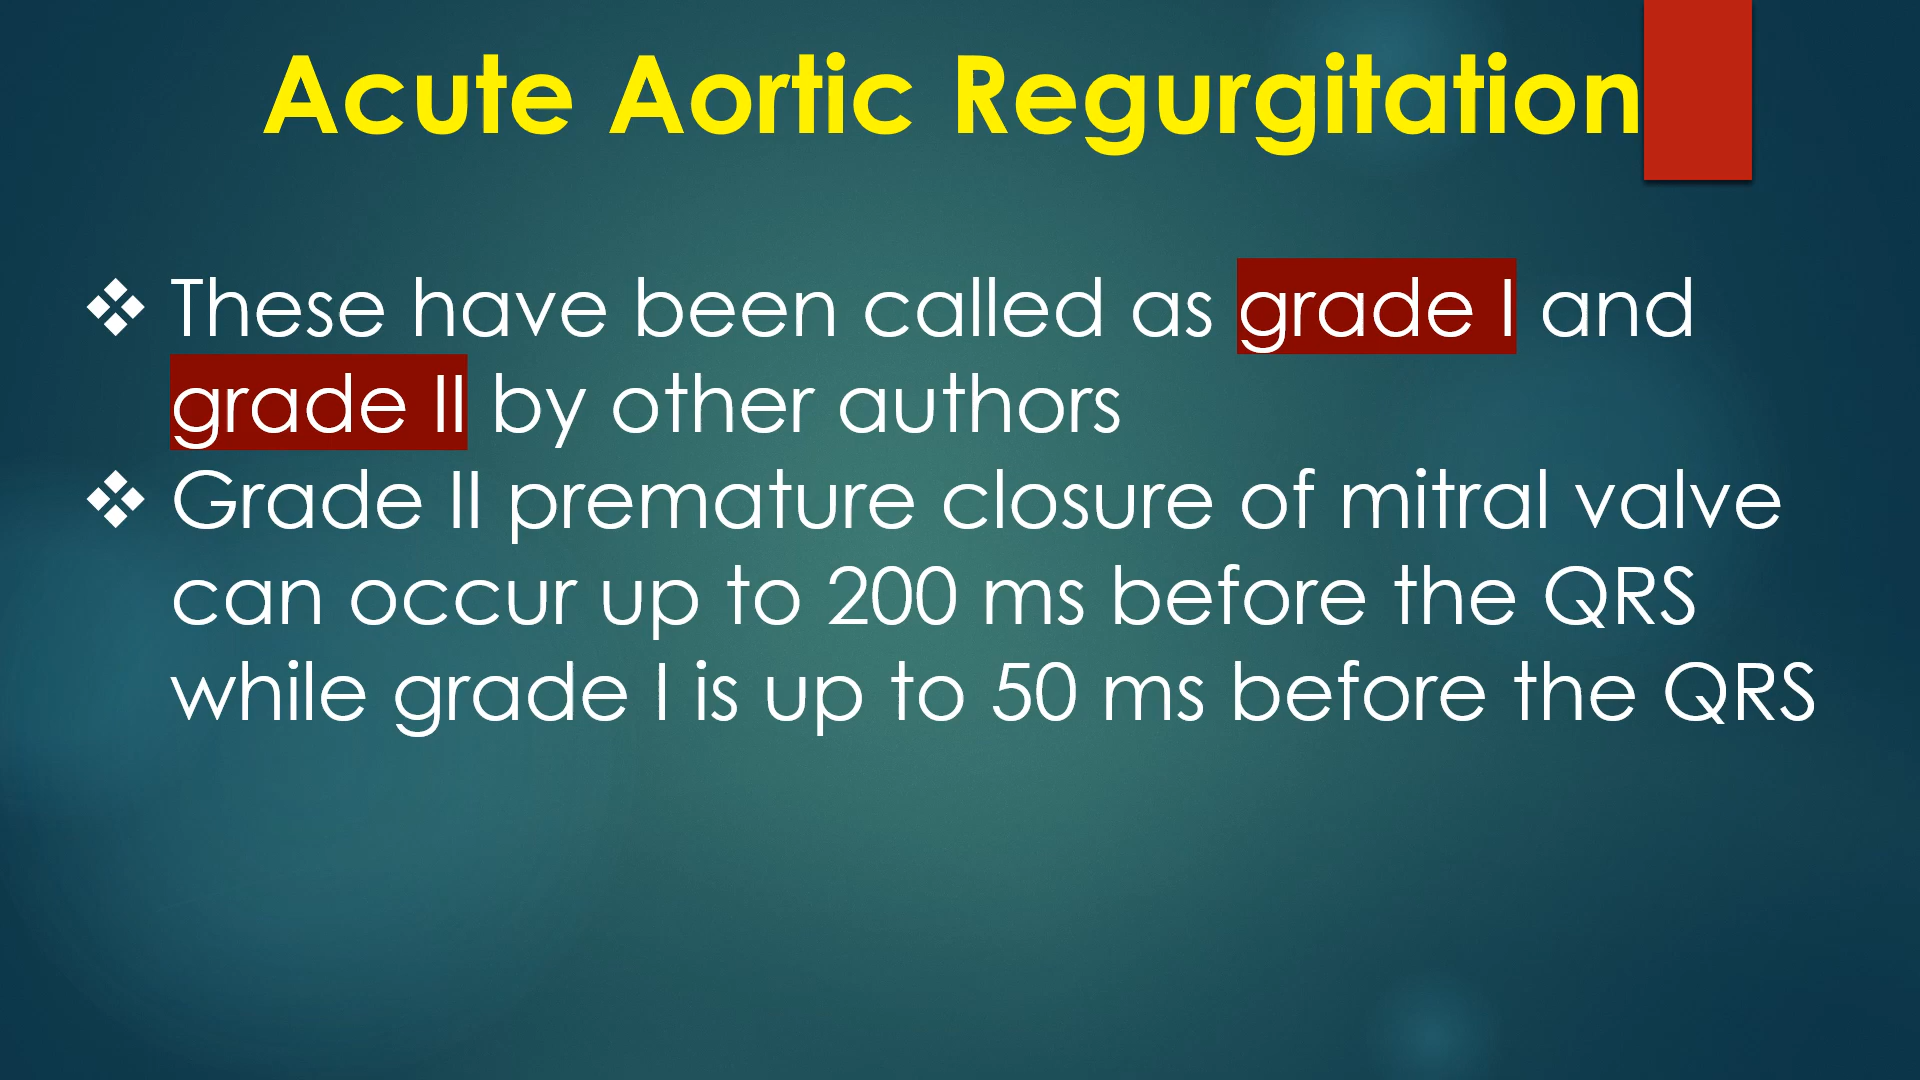 Acute Aortic Regurgitation
❖ These have been called as grade I and
grade II by other authors
❖ Grade II premature closure of mitral valve
can occur up to 200 ms before the QRS
while grade I is up to 50 ms before the QRS